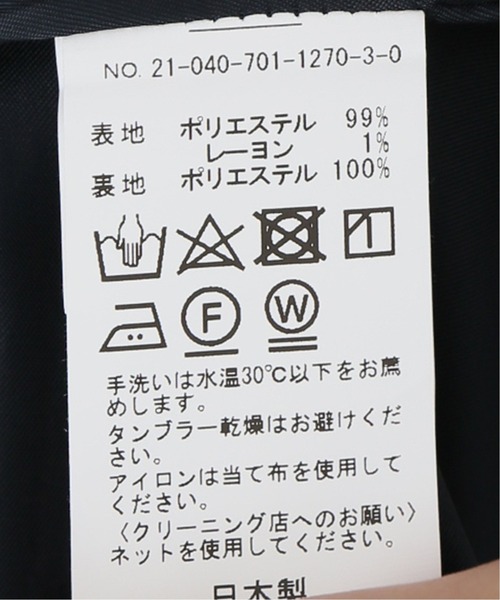 NO. 21-040-701-1270-3-0
表地 ポリエステル 99%
レーヨン 1%
裏地 ポリエステル 100%
F W
手洗いは水温30℃以下をお薦
めします。
タンブラー乾燥はお避けくだ
さい。
アイロンは当て布を使用して
ください。
〈クリーニング店へのお願い〉
ネットを使用してください。
日本製